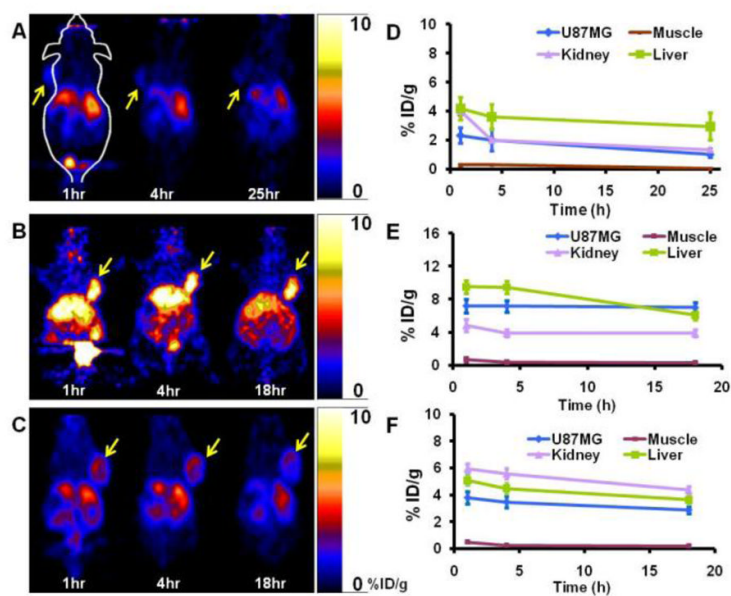 A
10
0
1hr
4hr
25hr
B
10
0
1hr
4hr
18hr
C
10
0
1hr
4hr
18hr
%ID/g
D
10
8
6
4
2
0
U87MG
Muscle
Kidney
Liver
% ID/g
0 5 10 15 20 25
Time (h)
E
16
12
8
4
0
U87MG
Muscle
Kidney
Liver
% ID/g
0 5 10 15 20
Time (h)
F
10
8
6
4
2
0
U87MG
Muscle
Kidney
Liver
% ID/g
0 5 10 15 20
Time (h)